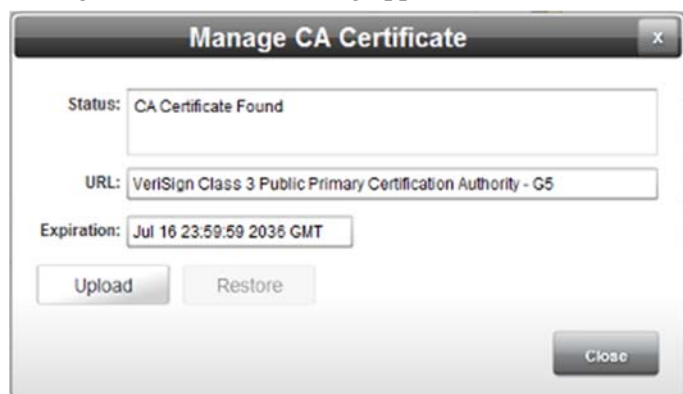 Manage CA Certificate
x
Status: CA Certificate Found
URL: VeriSign Class 3 Public Primary Certification Authority - G5
Expiration: Jul 16 23:59:59 2036 GMT
Upload Restore
Close